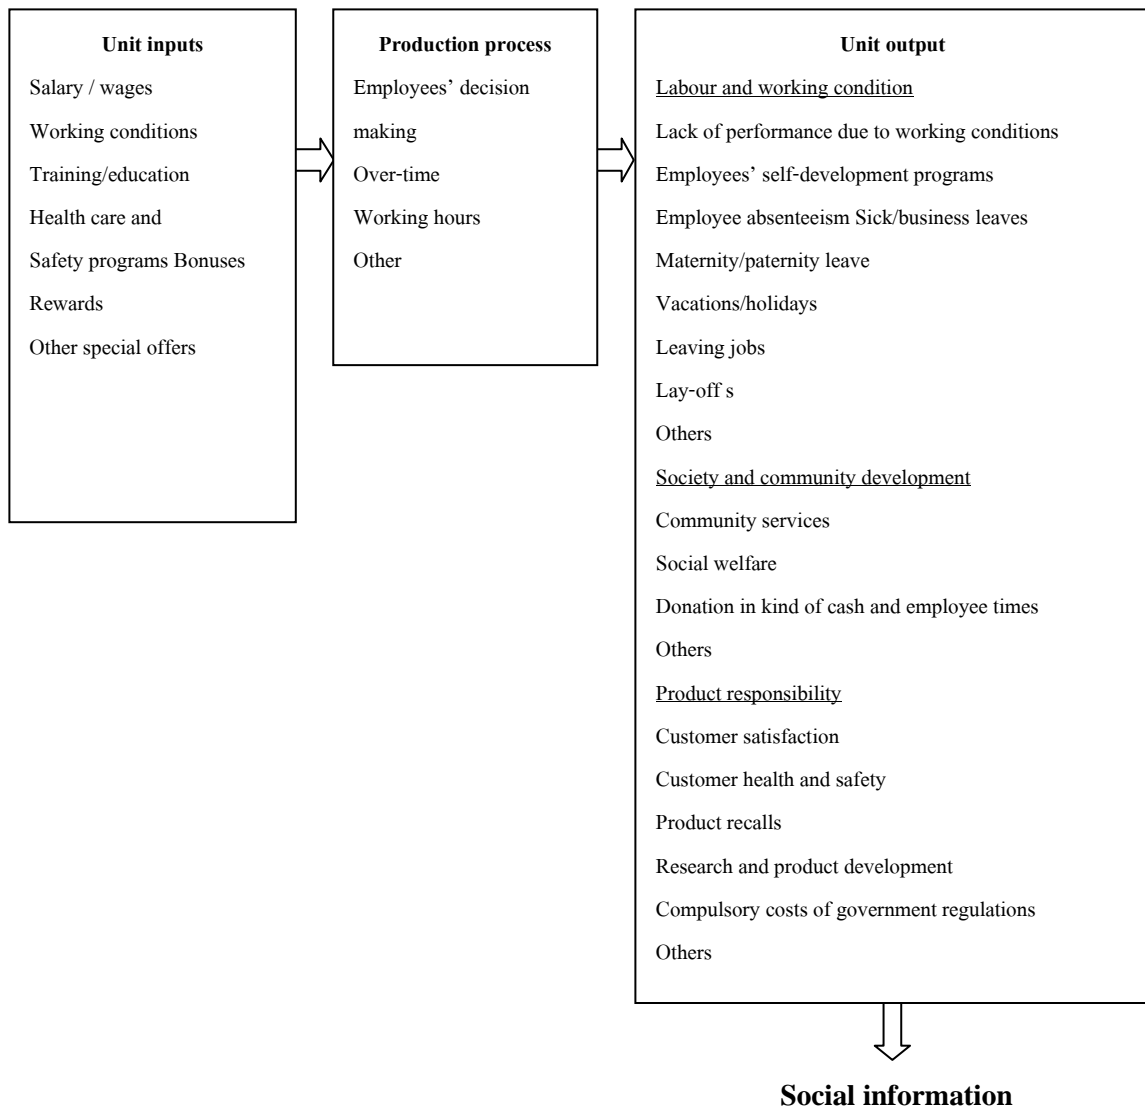 Unit inputs
Salary / wages
Working conditions
Training/education
Health care and
Safety programs Bonuses
Rewards
Other special offers
Production process
Employees’ decision
making
Over-time
Working hours
Other
Unit output
Labour and working condition
Lack of performance due to working conditions
Employees’ self-development programs
Employee absenteeism Sick/business leaves
Maternity/paternity leave
Vacations/holidays
Leaving jobs
Lay-off s
Others
Society and community development
Community services
Social welfare
Donation in kind of cash and employee times
Others
Product responsibility
Customer satisfaction
Customer health and safety
Product recalls
Research and product development
Compulsory costs of government regulations
Others
Social information